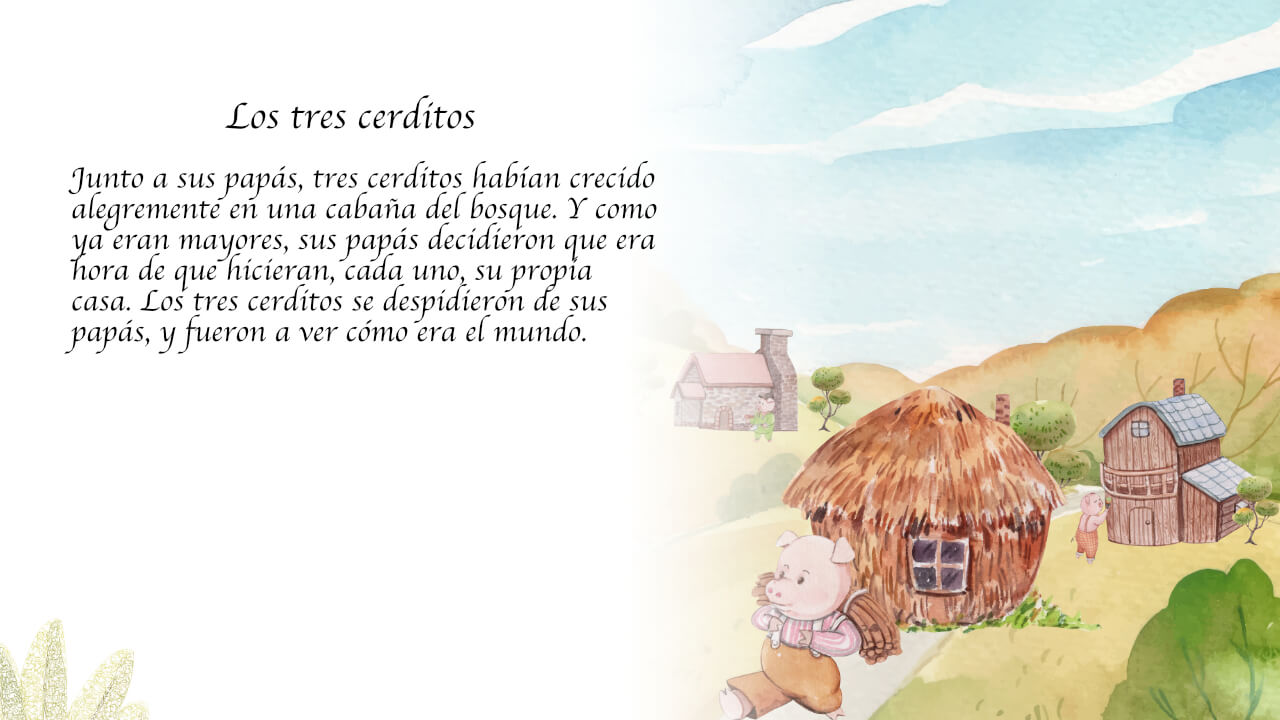 Los tres cerditos
Junto a sus papás, tres cerditos habían crecido
alegremente en una cabaña del bosque. Y como
ya eran mayores, sus papás decidieron que era
hora de que hicieran, cada uno, su propia
casa. Los tres cerditos se despidieron de sus
papás, y fueron a ver cómo era el mundo.